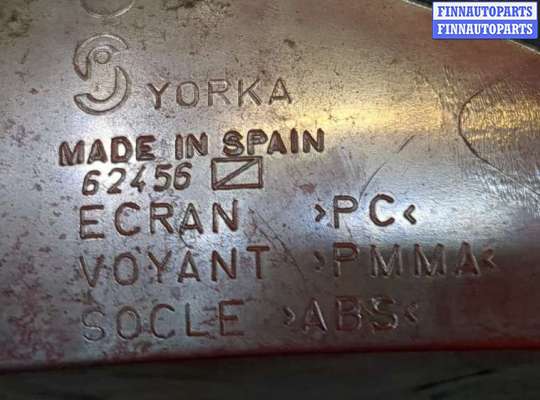 FINNAUTOPARTS
FINNAUTOPARTS
YORKA
MADE IN SPAIN
62456
ECRAN >PC<
VOYANT >PMMA<
SOCLE >ABS<